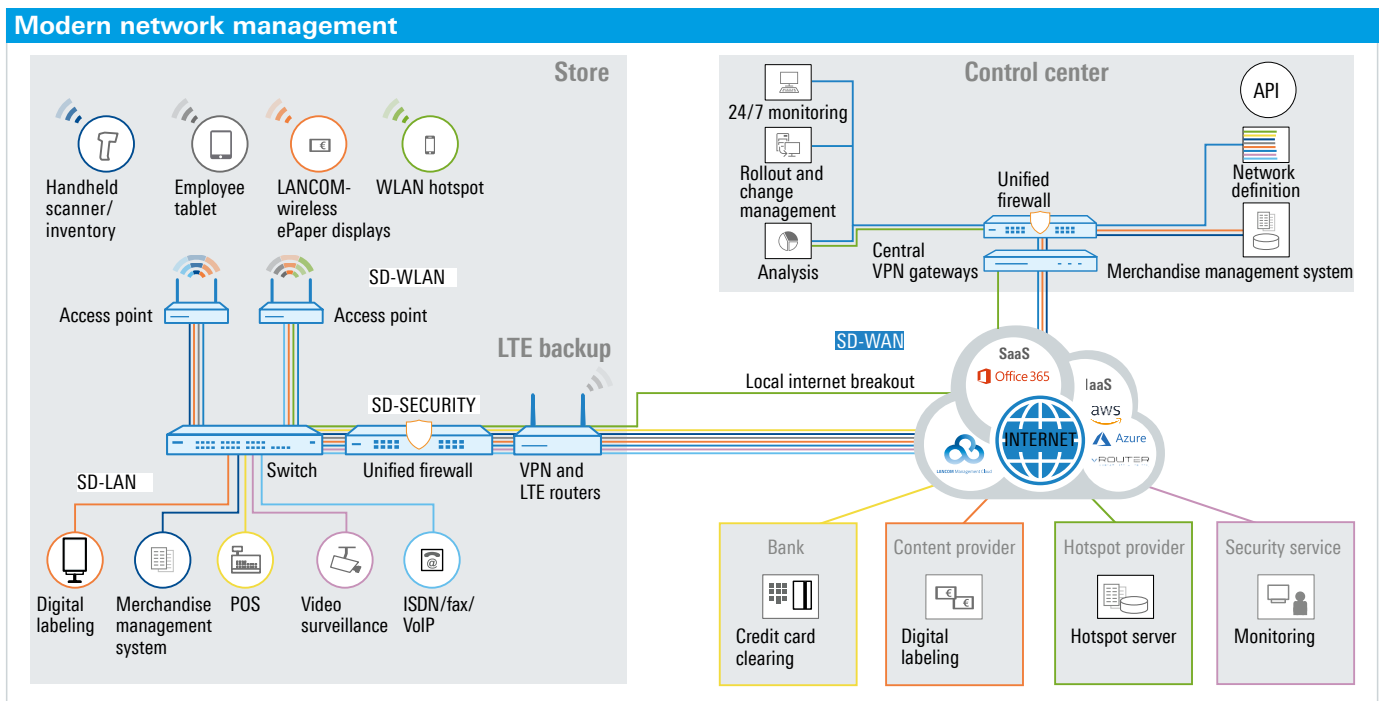 Modern network management
Store
Handheld
scanner/
inventory
Employee
tablet
LANCOM-
wireless
ePaper displays
WLAN hotspot
SD-WLAN
Access point
Access point
LTE backup
SD-SECURITY
Switch
Unified firewall
VPN and
LTE routers
SD-LAN
Digital
labeling
Merchandise
management
system
POS
Video
surveillance
@
ISDN/fax/
VoIP
Control center
24/7 monitoring
Rollout and
change
management
Analysis
API
Network
definition
Unified
firewall
Central
VPN gateways
Merchandise management system
SD-WAN
Local internet breakout
SaaS
Office 365
IaaS
aws
Azure
vROUTER
INTERNET
LANCOM Management Cloud
Bank
Credit card
clearing
Content provider
€
€
Digital
labeling
Hotspot provider
Hotspot server
Security service
Monitoring
€